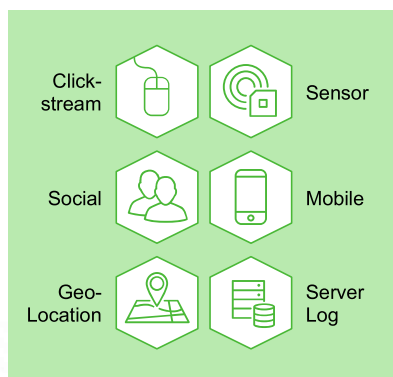 Click-
stream
Sensor
Social
Mobile
Geo-
Location
Server
Log